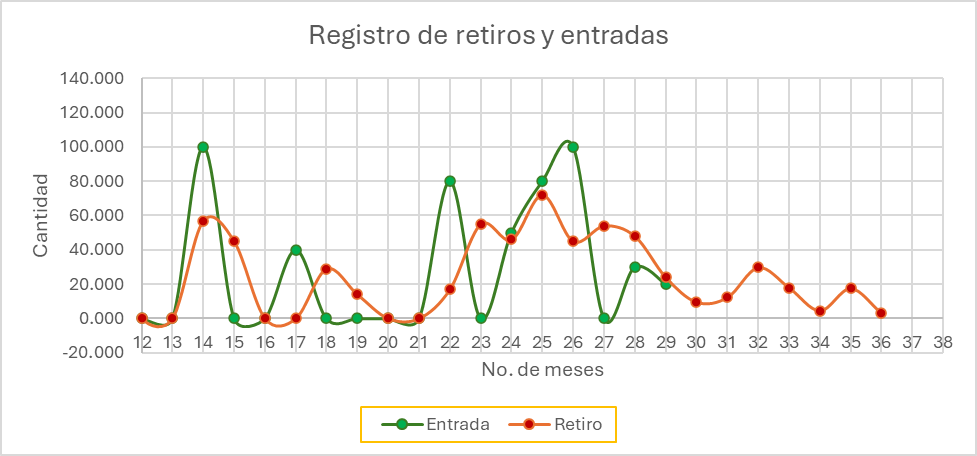 Registro de retiros y entradas
140.000
120.000
100.000
80.000
60.000
40.000
20.000
0.000
-20.000
Cantidad
12 13 14 15 16 17 18 19 20 21 22 23 24 25 26 27 28 29 30 31 32 33 34 35 36 37 38
No. de meses
Entrada Retiro